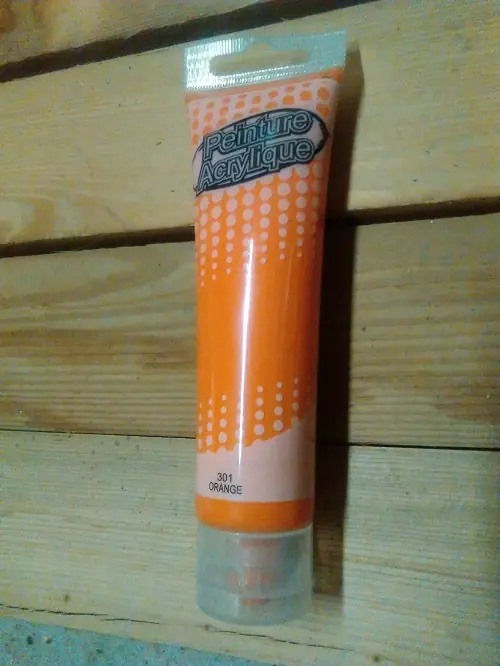 Peinture
Acrylique
301
ORANGE